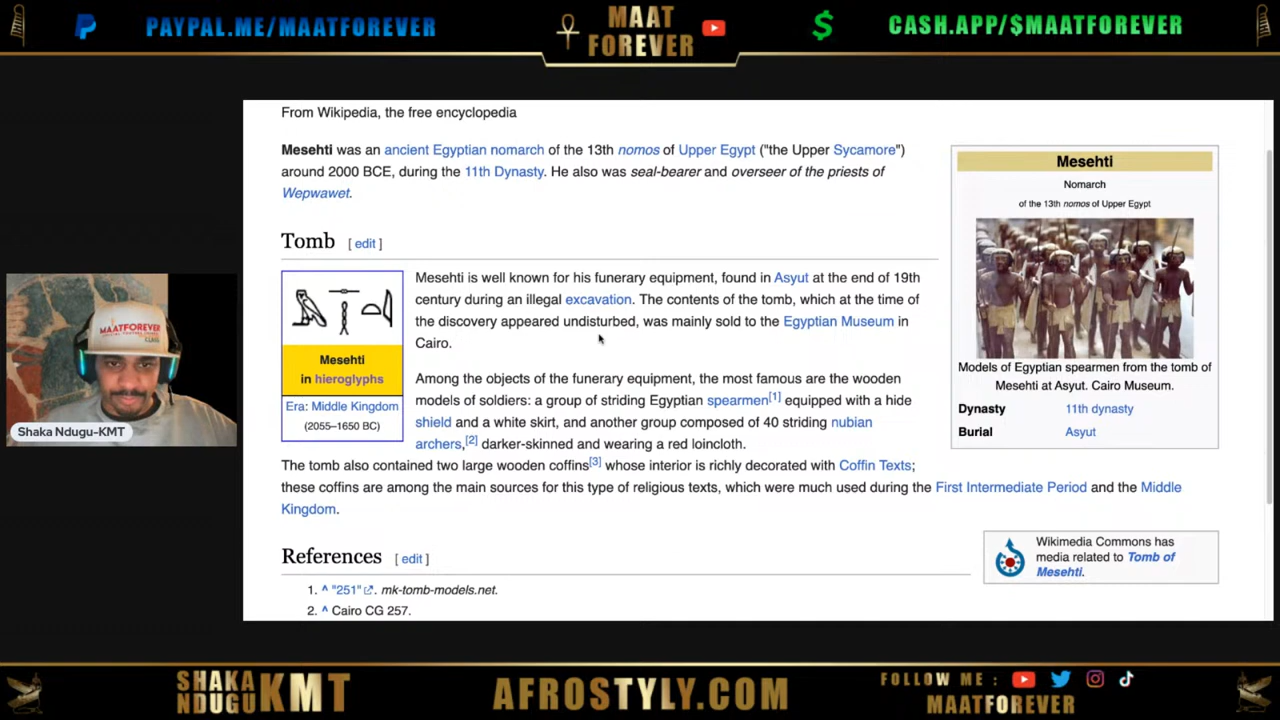 PAYPAL.ME/MAATFOREVER
MAAT
FOREVER
CASH.APP/$MAATFOREVER
From Wikipedia, the free encyclopedia
Mesehti was an ancient Egyptian nomarch of the 13th nomos of Upper Egypt ("the Upper Sycamore")
around 2000 BCE, during the 11th Dynasty. He also was seal-bearer and overseer of the priests of
Wepwawet.
Tomb [ edit ]
Mesehti is well known for his funerary equipment, found in Asyut at the end of 19th
century during an illegal excavation. The contents of the tomb, which at the time of
the discovery appeared undisturbed, was mainly sold to the Egyptian Museum in
Cairo.
Among the objects of the funerary equipment, the most famous are the wooden
models of soldiers: a group of striding Egyptian spearmen[1] equipped with a hide
shield and a white skirt, and another group composed of 40 striding nubian
archers,[2] darker-skinned and wearing a red loincloth.
The tomb also contained two large wooden coffins[3] whose interior is richly decorated with Coffin Texts;
these coffins are among the main sources for this type of religious texts, which were much used during the First Intermediate Period and the Middle
Kingdom.
Mesehti
in hieroglyphs
Era: Middle Kingdom
(2055–1650 BC)
Mesehti
Nomarch
of the 13th nomos of Upper Egypt
Models of Egyptian spearmen from the tomb of
Mesehti at Asyut. Cairo Museum.
Dynasty 11th dynasty
Burial Asyut
References [ edit ]
1. ^ "251". mk-tomb-models.net.
2. ^ Cairo CG 257.
Wikimedia Commons has
media related to Tomb of
Mesehti.
MAATFOREVER
Shaka Ndugu-KMT
SHAKA
NDUGU KMT
AFROSTYLY.COM
FOLLOW ME :
MAATFOREVER